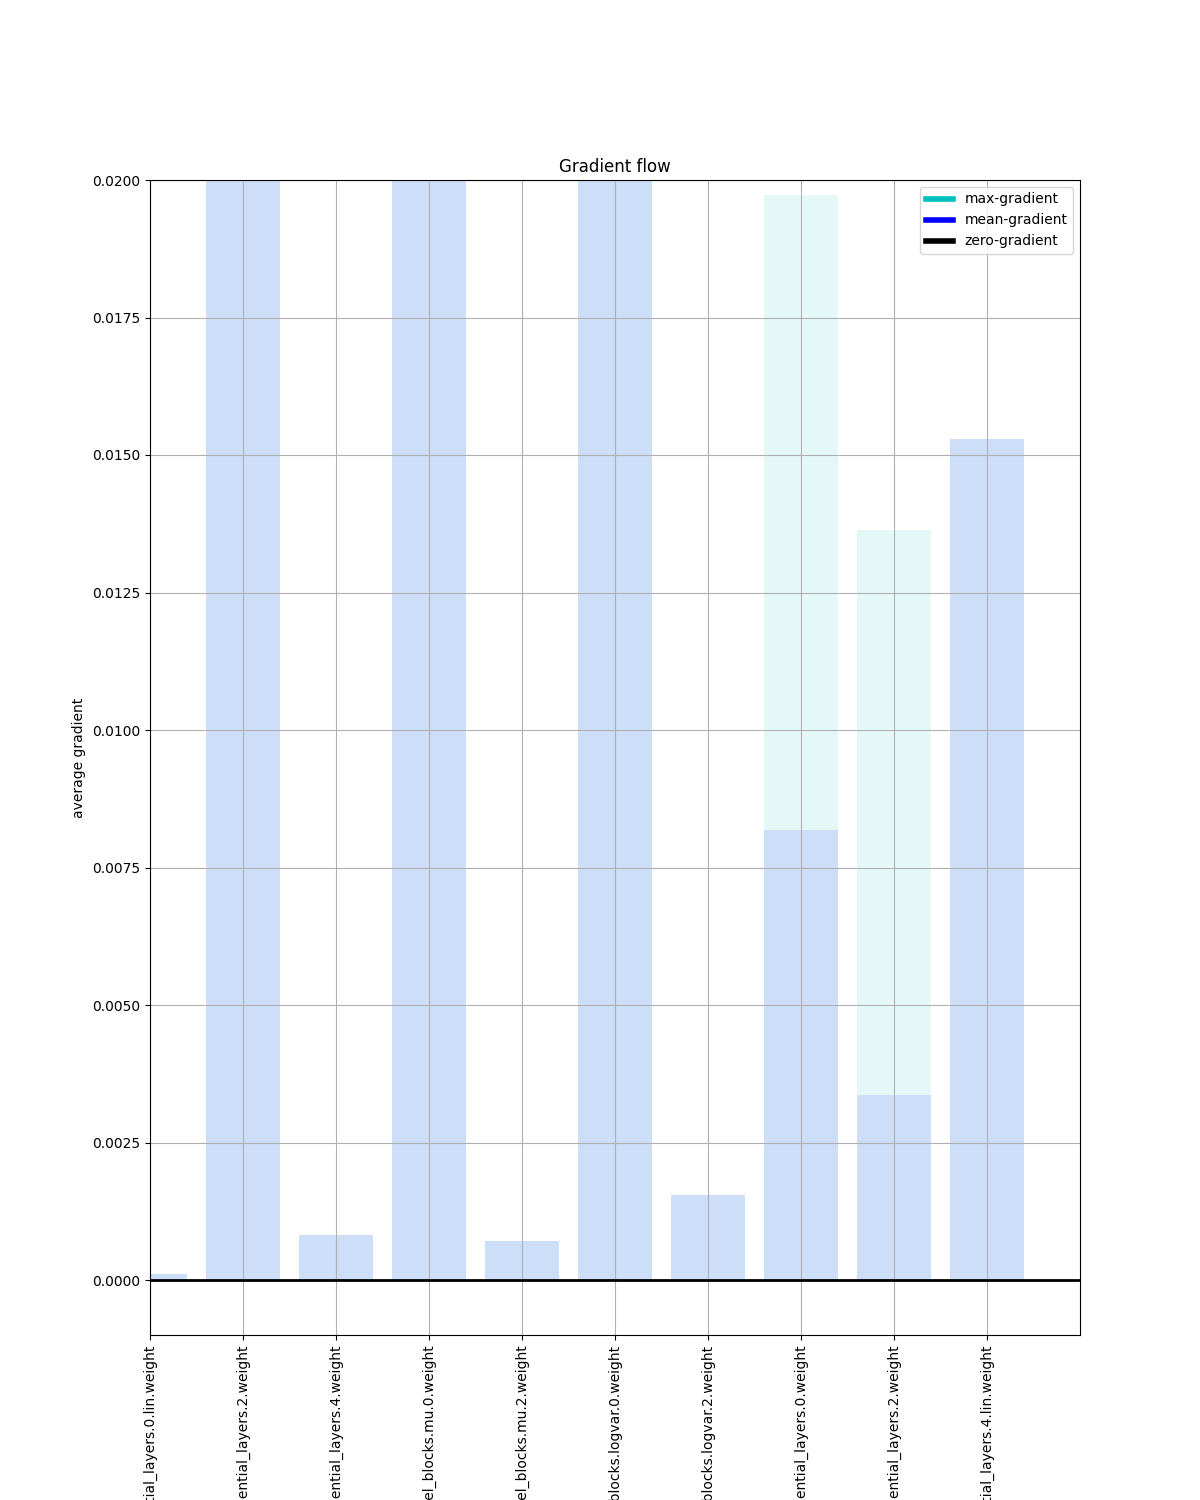 Gradient flow
max-gradient
mean-gradient
zero-gradient
0.0200
0.0175
0.0150
0.0125
0.0100
0.0075
0.0050
0.0025
0.0000
average gradient
tial_layers.0.lin.weight
ential_layers.2.weight
ential_layers.4.weight
el_blocks.mu.0.weight
el_blocks.mu.2.weight
blocks.logvar.0.weight
blocks.logvar.2.weight
ential_layers.0.weight
ential_layers.2.weight
tial_layers.4.lin.weight